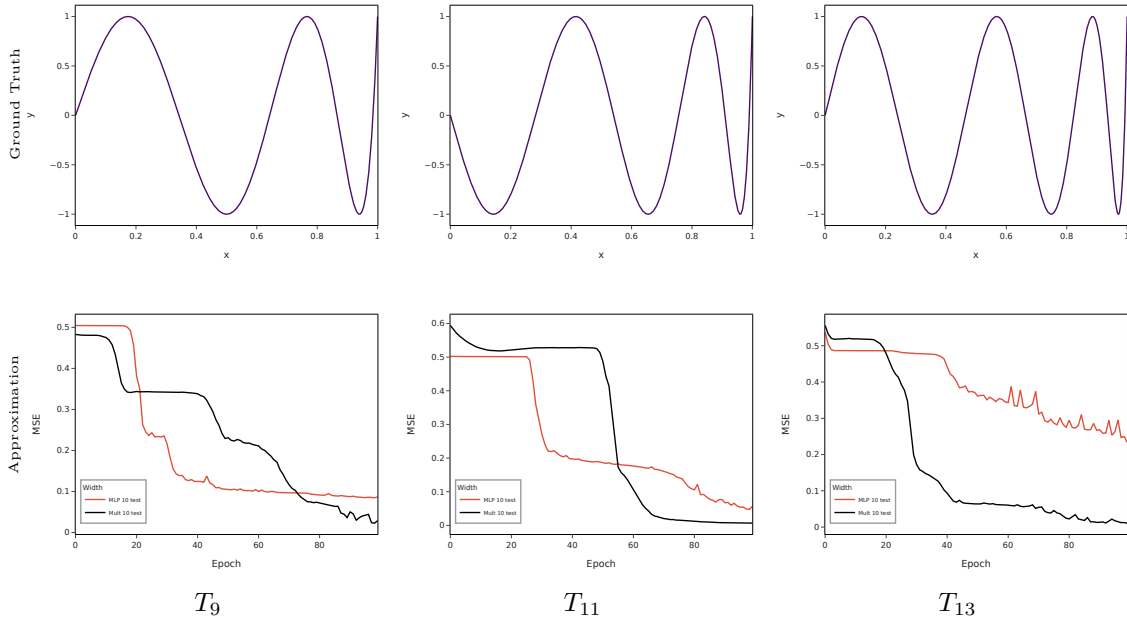 Ground Truth
y
1
0.5
0
−0.5
−1
0
0.2
0.4
0.6
0.8
1
x
y
1
0.5
0
−0.5
−1
0
0.2
0.4
0.6
0.8
1
x
y
1
0.5
0
−0.5
−1
0
0.2
0.4
0.6
0.8
1
x
Approximation
MSE
0.5
0.4
0.3
0.2
0.1
0
Width
MLP 10 test
Mult 10 test
0
20
40
60
80
Epoch
MSE
0.6
0.5
0.4
0.3
0.2
0.1
0
Width
MLP 10 test
Mult 10 test
0
20
40
60
80
Epoch
MSE
0.5
0.4
0.3
0.2
0.1
0
Width
MLP 10 test
Mult 10 test
0
20
40
60
80
Epoch
T9
T11
T13